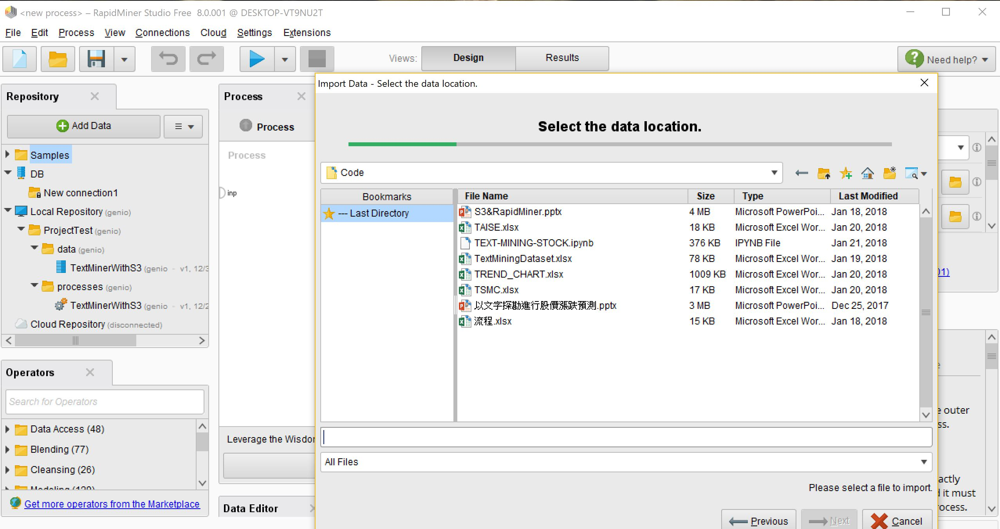 <new process> – RapidMiner Studio Free 8.0.001 @ DESKTOP-VT9NU2T
File Edit Process View Connections Cloud Settings Extensions
Views: Design Results Need help?
Repository
Add Data
Samples
DB
New connection1
Local Repository (genio)
ProjectTest (genio)
data (genio)
TextMinerWithS3 (genio - v1, 12/3
processes (genio)
TextMinerWithS3 (genio - v1, 12/2
Cloud Repository (disconnected)
Operators
Search for Operators
Data Access (48)
Blending (77)
Cleansing (26)
Modeling (139)
Get more operators from the Marketplace
Process
Process
Process
inp
Leverage the Wisdor
Data Editor
Import Data - Select the data location.
Select the data location.
Code
Bookmarks
--- Last Directory
File Name Size Type Last Modified
S3&RapidMiner.pptx 4 MB Microsoft PowerPoi... Jan 18, 2018
TAISE.xlsx 18 KB Microsoft Excel Wor... Jan 20, 2018
TEXT-MINING-STOCK.ipynb 376 KB IPYNB File Jan 21, 2018
TextMiningDataset.xlsx 78 KB Microsoft Excel Wor... Jan 19, 2018
TREND_CHART.xlsx 1009 KB Microsoft Excel Wor... Jan 20, 2018
TSMC.xlsx 17 KB Microsoft Excel Wor... Jan 20, 2018
以文字探勘進行股價漲跌預測.pptx 3 MB Microsoft PowerPoi... Dec 25, 2017
流程.xlsx 15 KB Microsoft Excel Wor... Jan 18, 2018
All Files
Please select a file to import.
Previous Next Cancel
01)
e outer
ss.
actly
d it must
ocess.